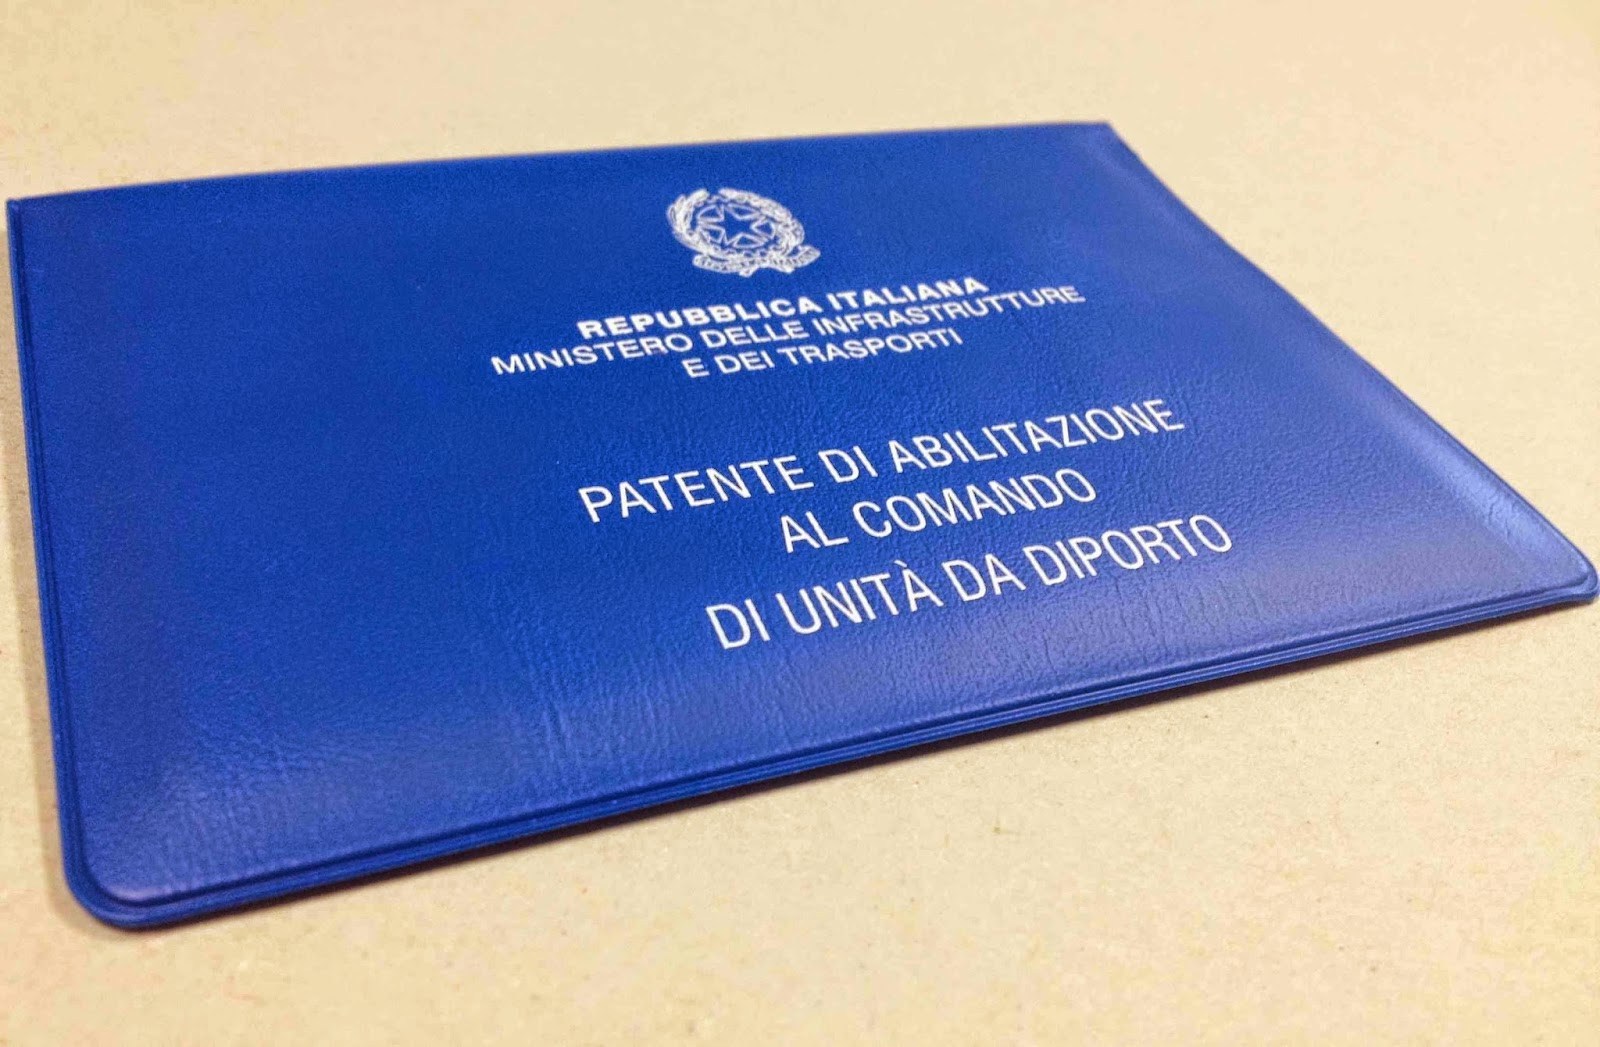 REPUBBLICA ITALIANA
MINISTERO DELLE INFRASTRUTTURE
E DEI TRASPORTI
PATENTE DI ABILITAZIONE
AL COMANDO
DI UNITÀ DA DIPORTO